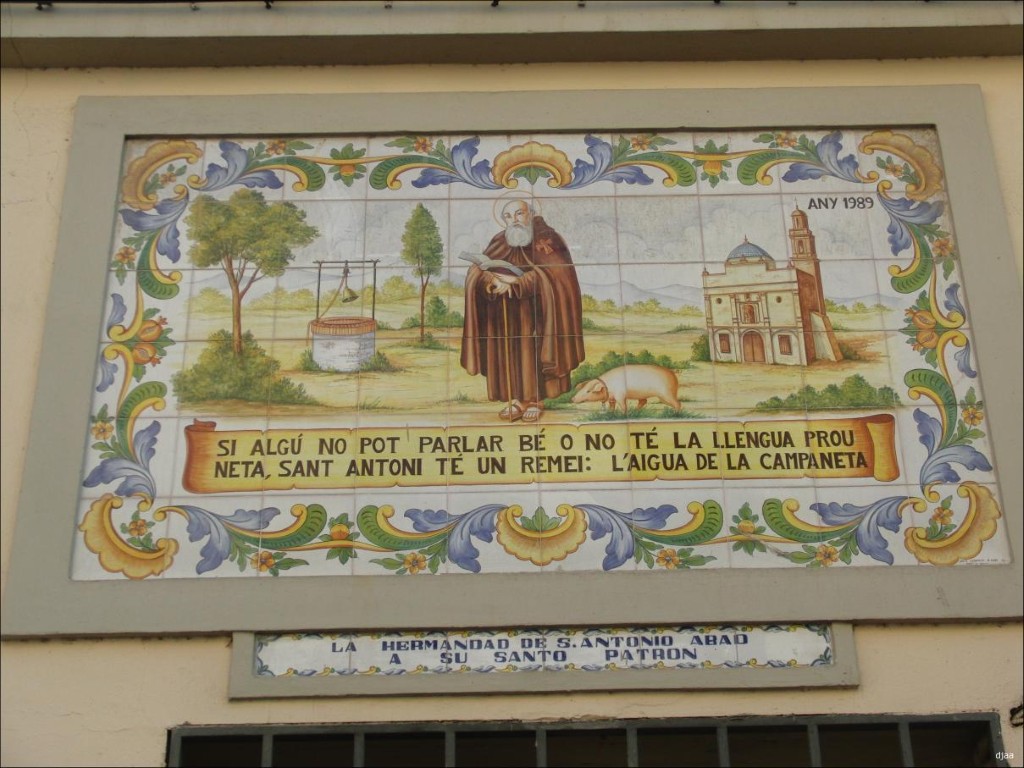 ANY 1989
SI ALGÚ NO POT PARLAR BÉ O NO TÉ LA LLENGUA PROU
NETA, SANT ANTONI TÉ UN REMEI: L'AIGUA DE LA CAMPANETA
LA HERMANDAD DE S. ANTONIO ABAD
A SU SANTO PATRON
djaa